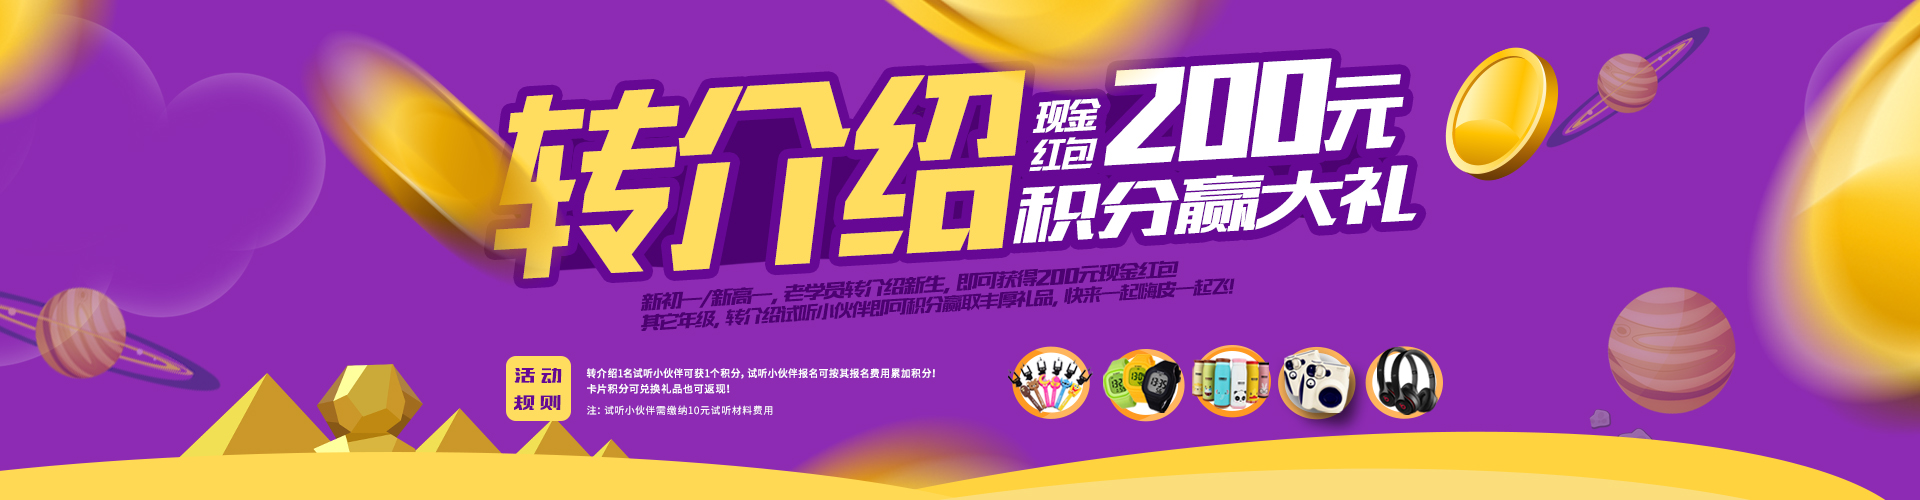 转介绍
现金
红包
200元
积分赢大礼
新初一/新高一, 老学员转介绍新生, 即可获得200元现金红包
其它年级, 转介绍试听小伙伴即可积分赢取丰厚礼品, 快来一起嗨皮一起飞!
活动
规则
转介绍1名试听小伙伴可获1个积分, 试听小伙伴报名可按其报名费用累加积分!
卡片积分可兑换礼品也可返现!
注: 试听小伙伴需缴纳10元试听材料费用